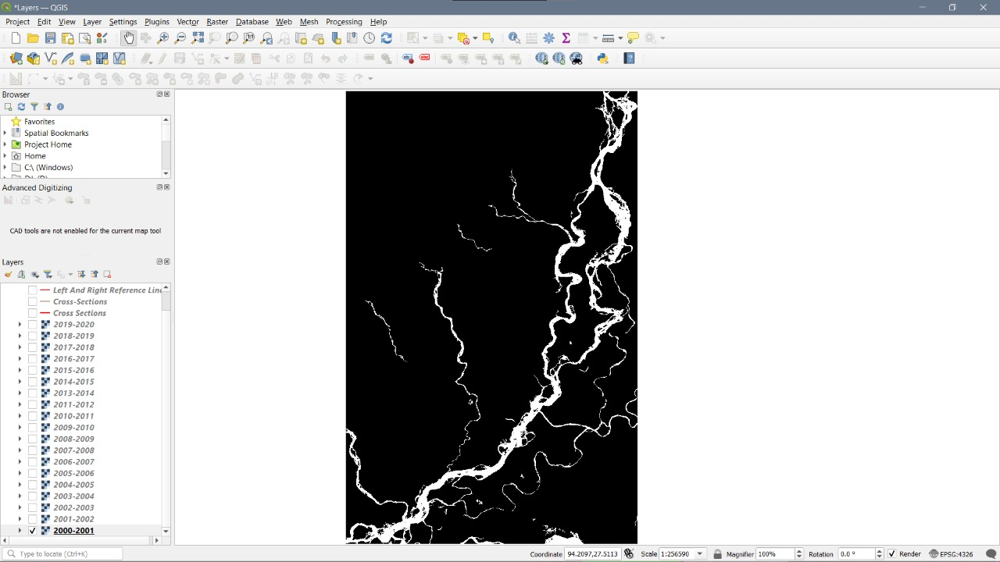 *Layers — QGIS
Project Edit View Layer Settings Plugins Vector Raster Database Web Mesh Processing Help
Browser
Favorites
Spatial Bookmarks
Project Home
Home
C:\ (Windows)
Advanced Digitizing
CAD tools are not enabled for the current map tool
Layers
Left And Right Reference Line
Cross-Sections
Cross Sections
2019-2020
2018-2019
2017-2018
2016-2017
2015-2016
2014-2015
2013-2014
2011-2012
2010-2011
2009-2010
2008-2009
2007-2008
2006-2007
2005-2006
2004-2005
2003-2004
2002-2003
2001-2002
2000-2001
Type to locate (Ctrl+K) Coordinate 94.2097,27.5113 Scale 1:256590 Magnifier 100% Rotation 0.0 ° Render EPSG:4326